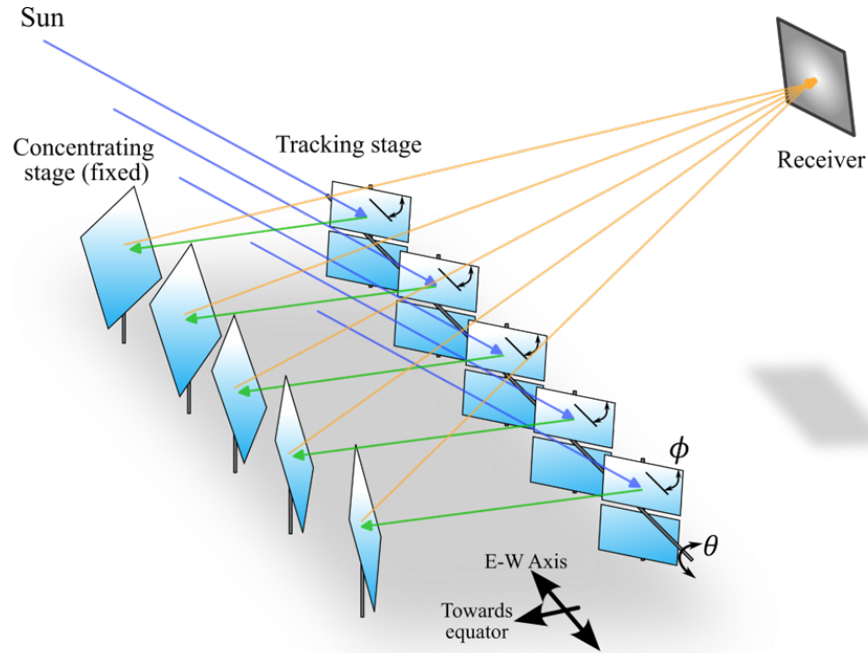 Sun
Concentrating
stage (fixed)
Tracking stage
Receiver
ϕ
θ
E-W Axis
Towards
equator